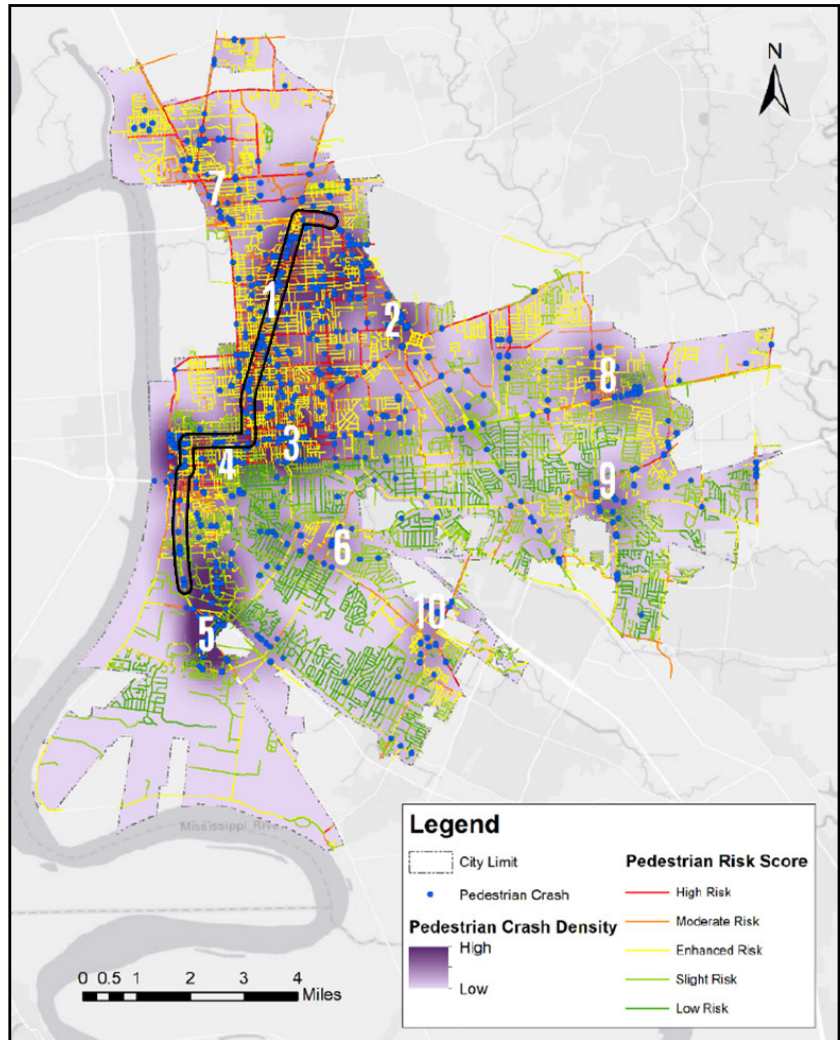 N
7
1
2
8
3
4
9
6
10
5
Mississippi_River
Legend
City Limit
Pedestrian Crash
Pedestrian Crash Density
High
Low
Pedestrian Risk Score
High Risk
Moderate Risk
Enhanced Risk
Slight Risk
Low Risk
0 0.5 1 2 3 4
Miles